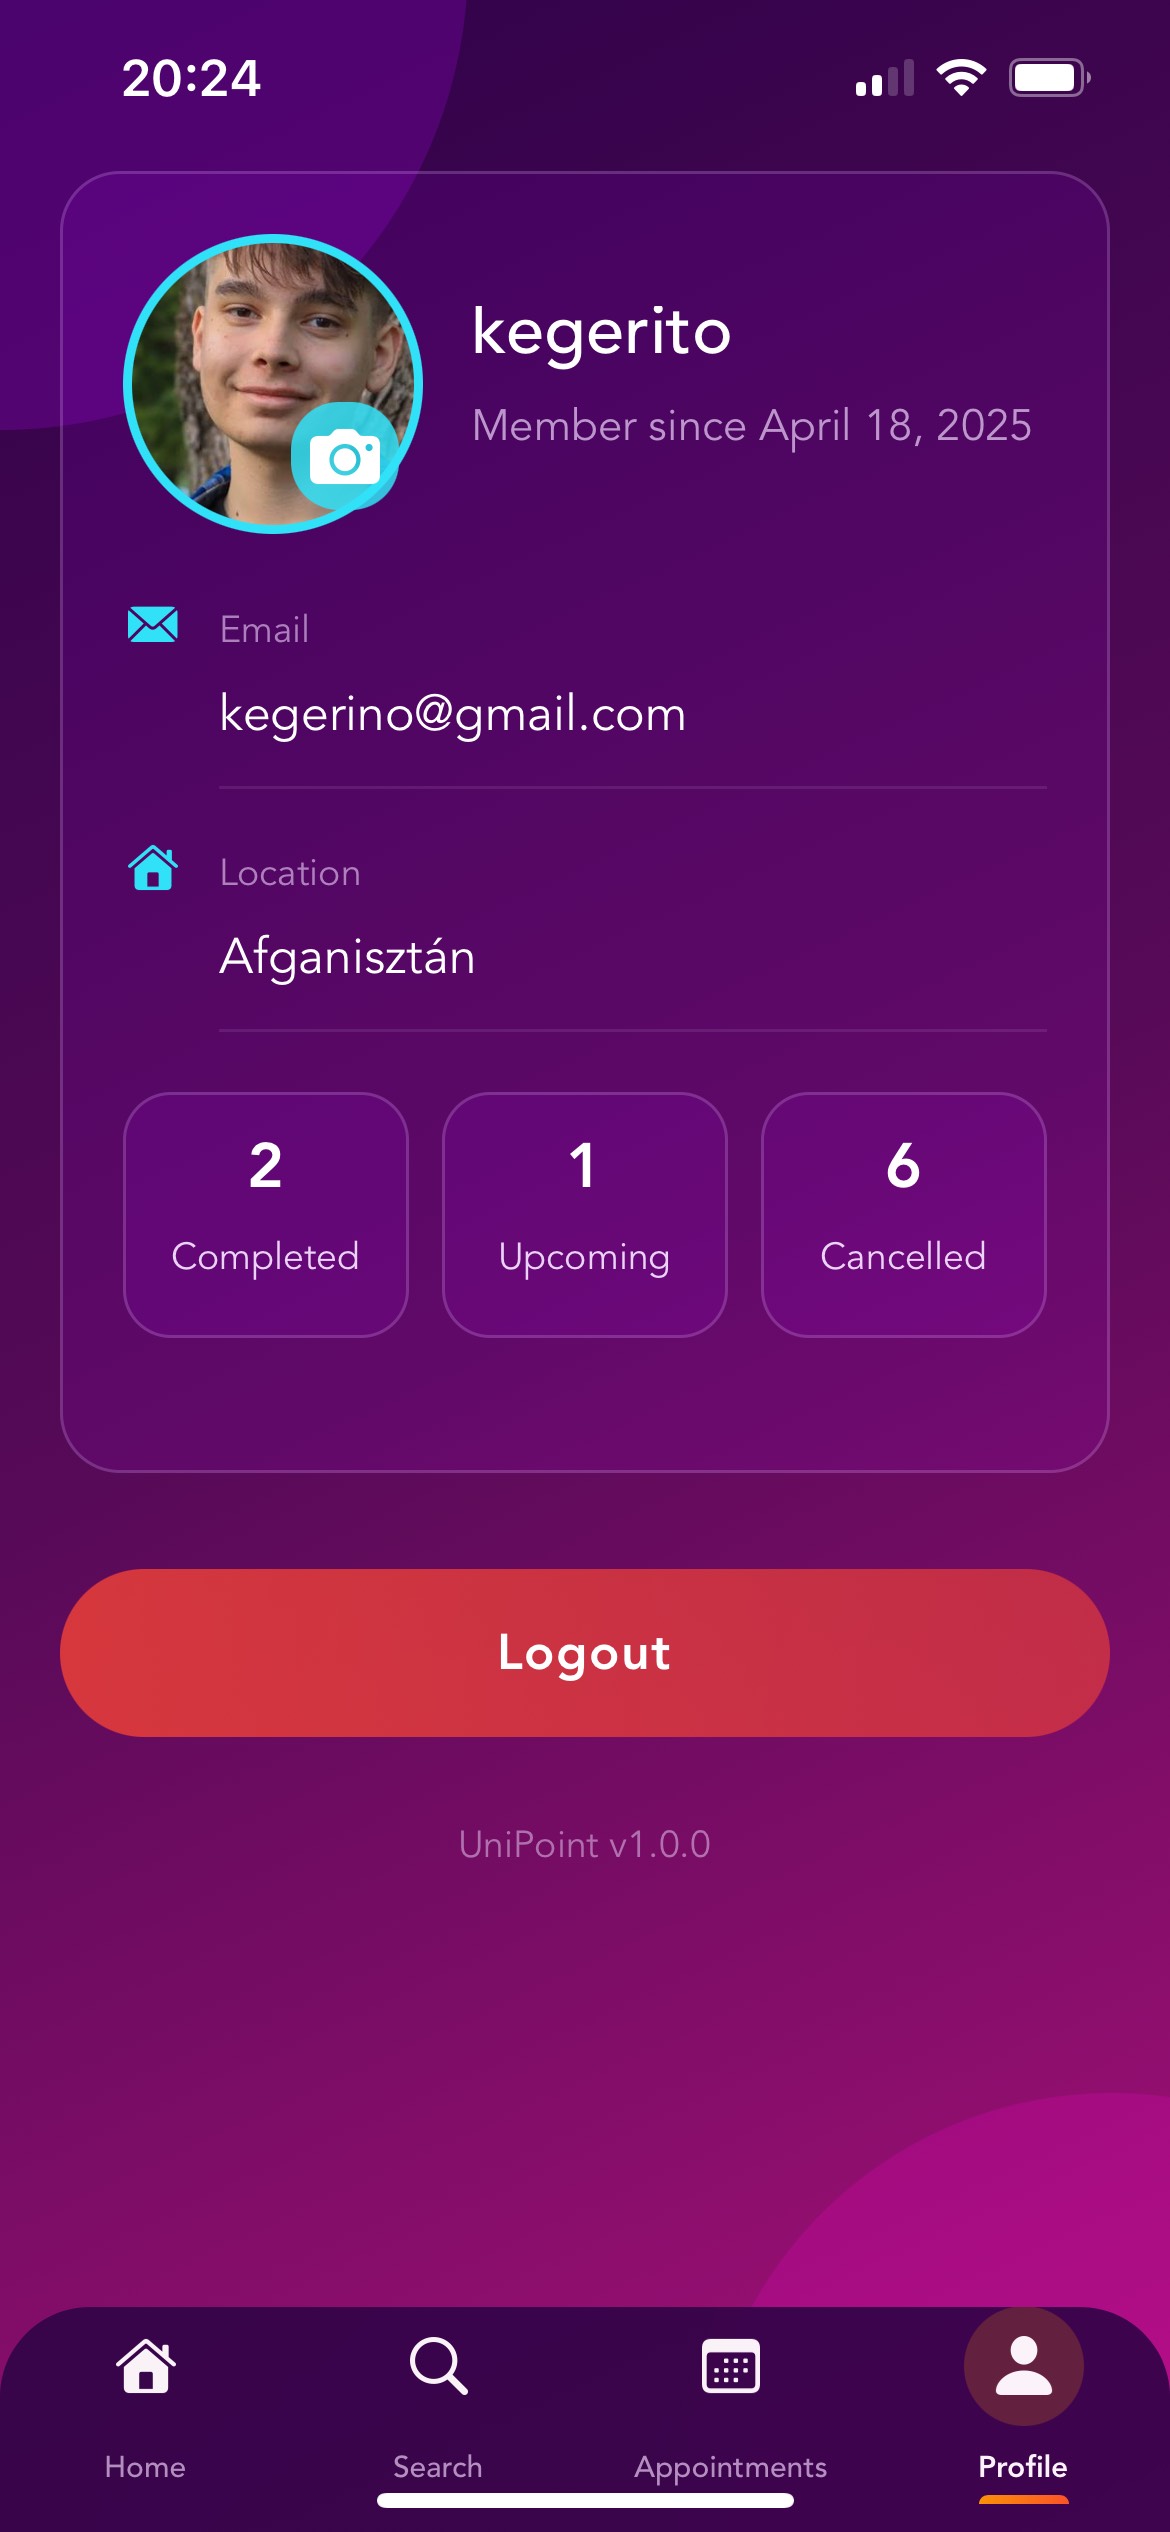 20:24
kegerito
Member since April 18, 2025
Email
kegerino@gmail.com
Location
Afganisztán
2
Completed
1
Upcoming
6
Cancelled
Logout
UniPoint v1.0.0
Home
Search
Appointments
Profile